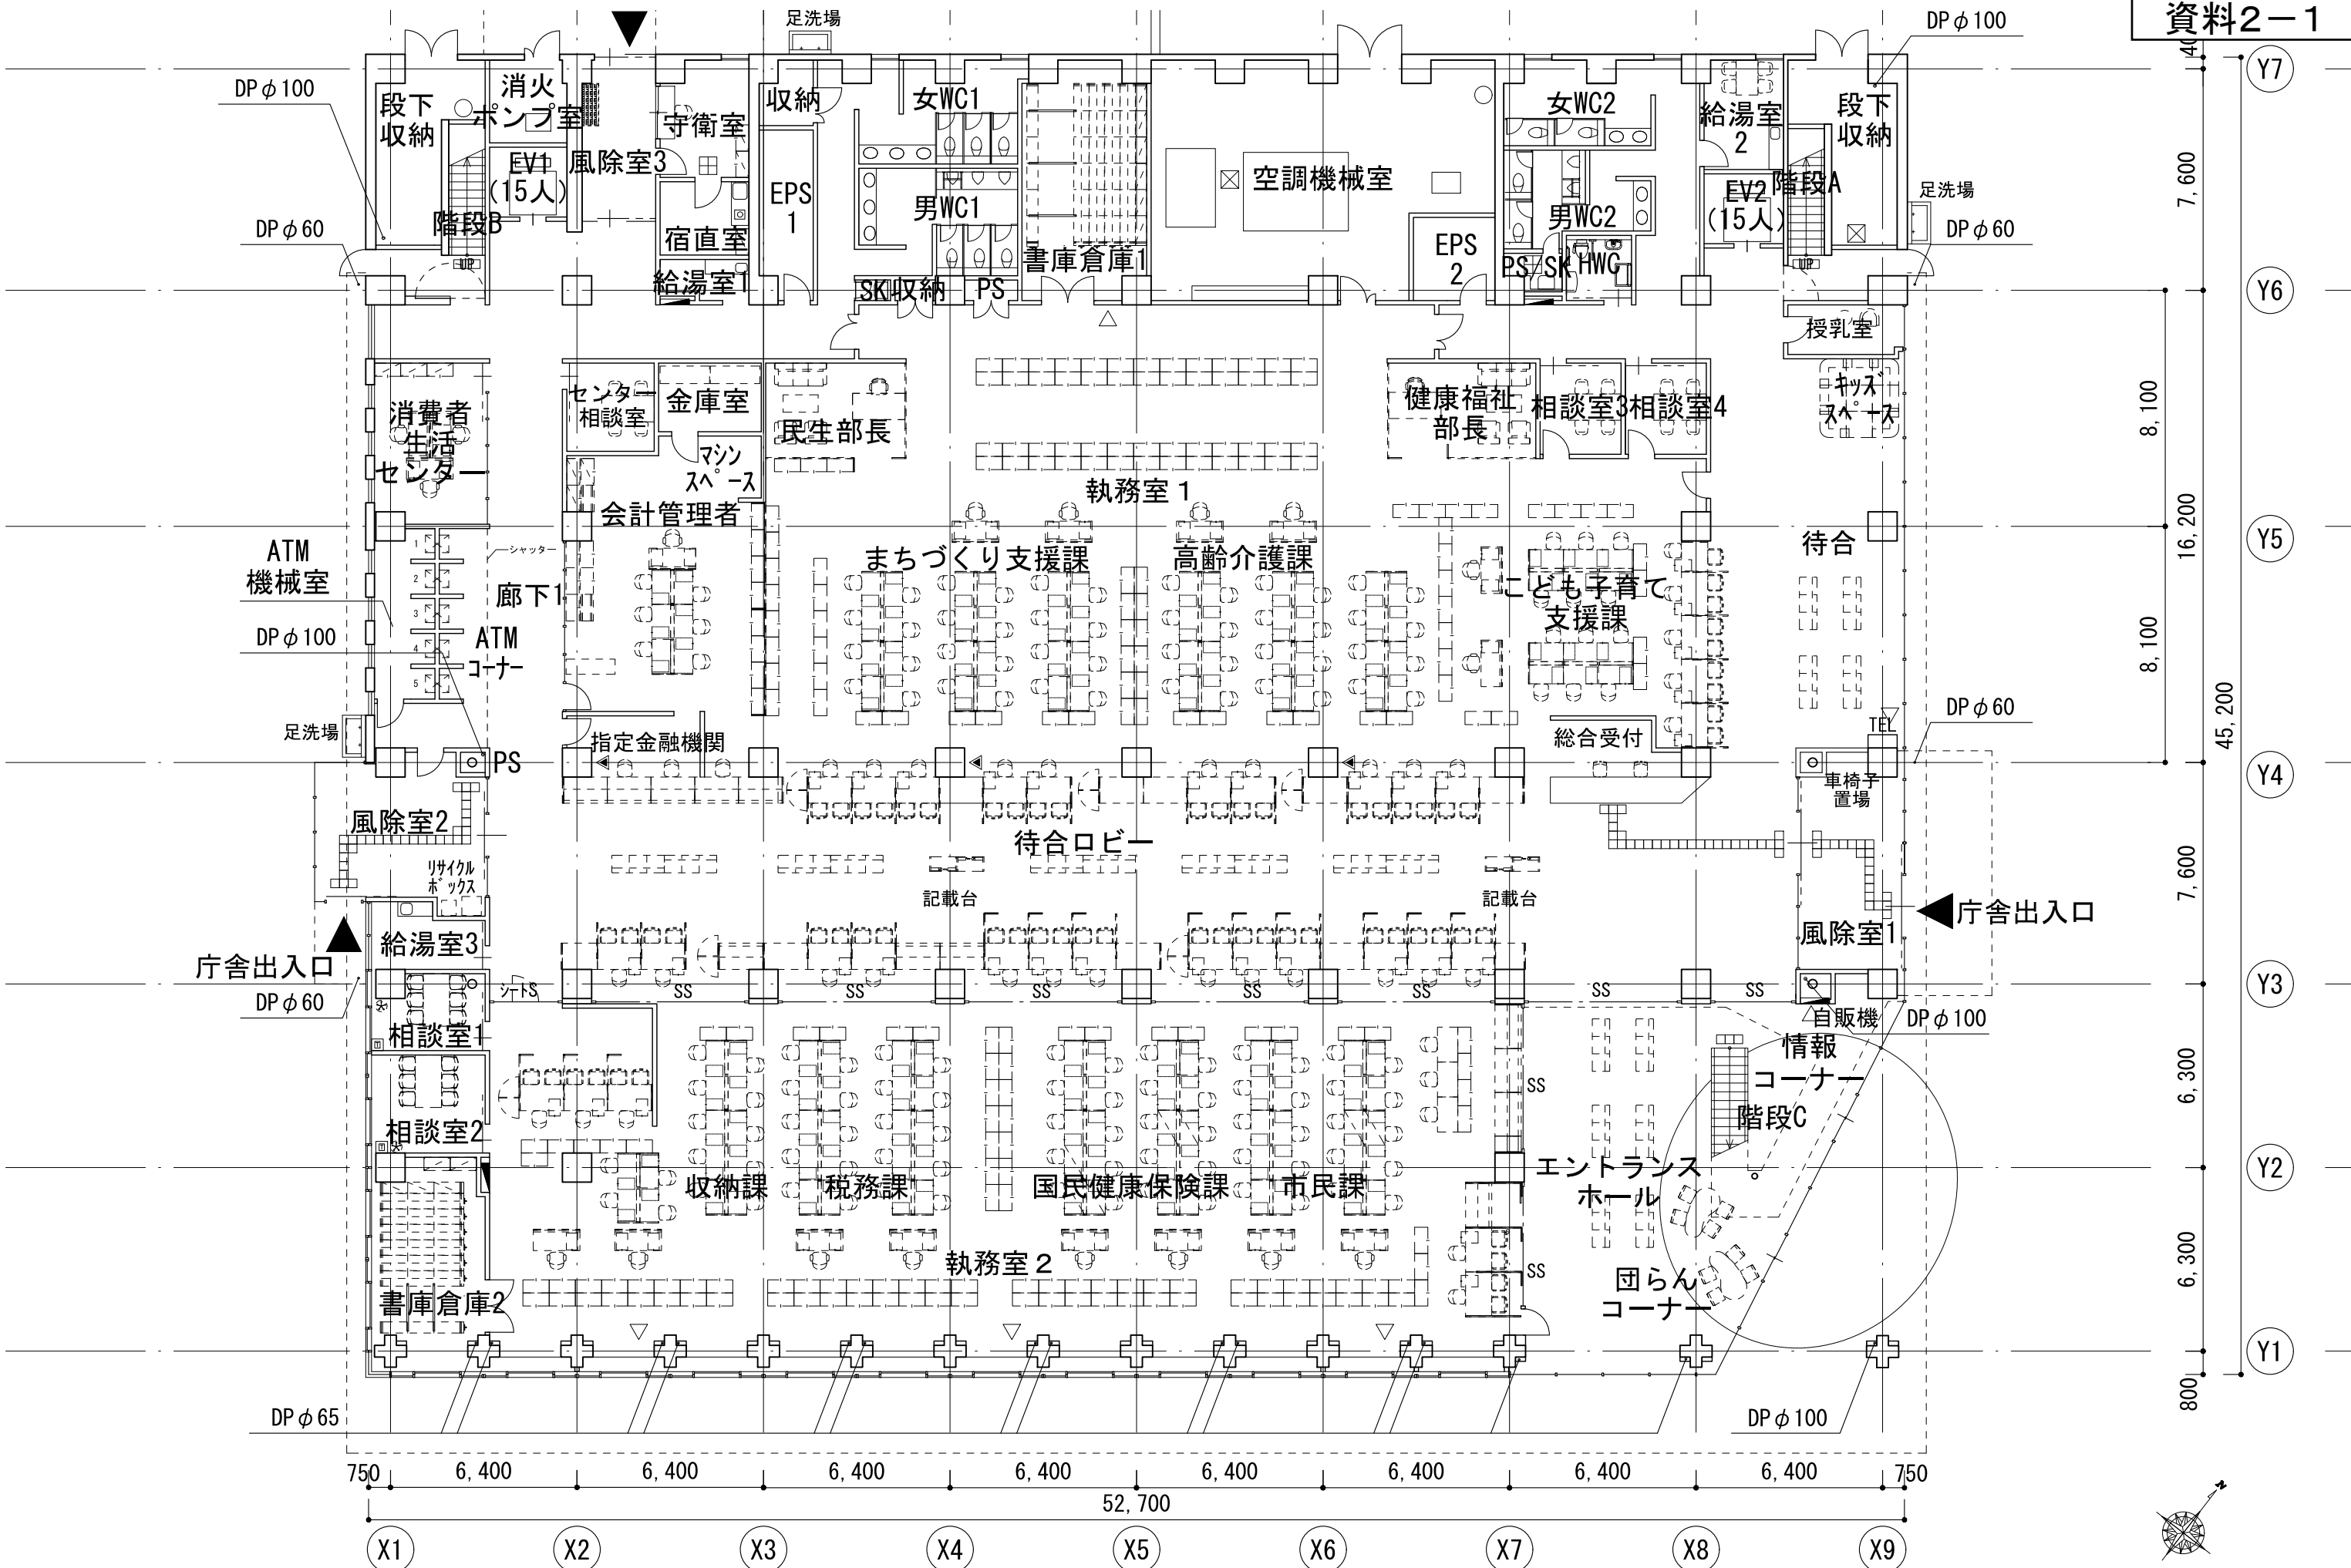 資料2-1
足洗場
DPφ100
40
Y7
DPφ100
段下
収納
消火
ポンプ室
収納
女WC1
守衛室
女WC2
給湯室
2
段下
収納
EV1
(15人)
風除室3
EPS
1
空調機械室
EV2
(15人)
階段A
足洗場
7,600
階段B
男WC1
男WC2
DPφ60
DPφ60
宿直室
書庫倉庫1
EPS
2
PS/SK
HWC
UP
UP
給湯室1
SK
収納
PS
Y6
授乳室
消費者
生活
センター
センター
相談室
金庫室
民生部長
健康福祉
部長
相談室3
相談室4
キッズ
スペース
8,100
マシン
スペース
執務室1
会計管理者
16,200
Y5
ATM
機械室
1
2
3
4
5
シャッター
廊下1
まちづくり支援課
高齢介護課
待合
こども子育て
支援課
DPφ100
ATM
コーナー
8,100
45,200
足洗場
指定金融機関
総合受付
TEL
DPφ60
PS
Y4
車椅子
置場
風除室2
待合ロビー
リサイクル
ボックス
記載台
記載台
7,600
給湯室3
庁舎出入口
風除室1
庁舎出入口
DPφ60
シートS
SS
SS
SS
SS
SS
SS
SS
Y3
相談室1
自販機
DPφ100
情報
コーナー
6,300
SS
階段C
相談室2
収納課
税務課
国民健康保険課
市民課
エントランス
ホール
Y2
執務室2
SS
団らん
コーナー
6,300
書庫倉庫2
Y1
800
DPφ65
DPφ100
750
6,400
6,400
6,400
6,400
6,400
6,400
6,400
6,400
750
52,700
X1
X2
X3
X4
X5
X6
X7
X8
X9
N